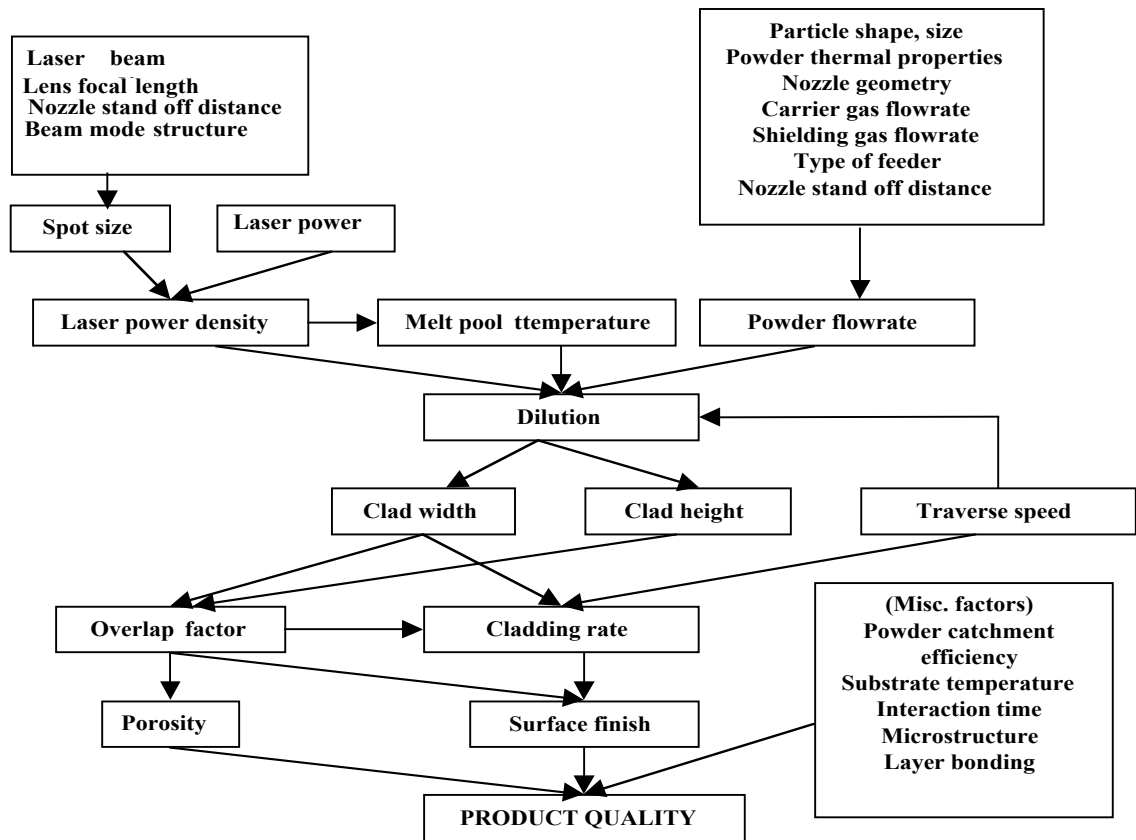 Laser beam
Lens focal length
Nozzle stand off distance
Beam mode structure
Particle shape, size
Powder thermal properties
Nozzle geometry
Carrier gas flowrate
Shielding gas flowrate
Type of feeder
Nozzle stand off distance
Spot size
Laser power
Laser power density
Melt pool ttemperature
Powder flowrate
Dilution
Clad width
Clad height
Traverse speed
Overlap factor
Cladding rate
(Misc. factors)
Powder catchment
efficiency
Substrate temperature
Interaction time
Microstructure
Layer bonding
Porosity
Surface finish
PRODUCT QUALITY